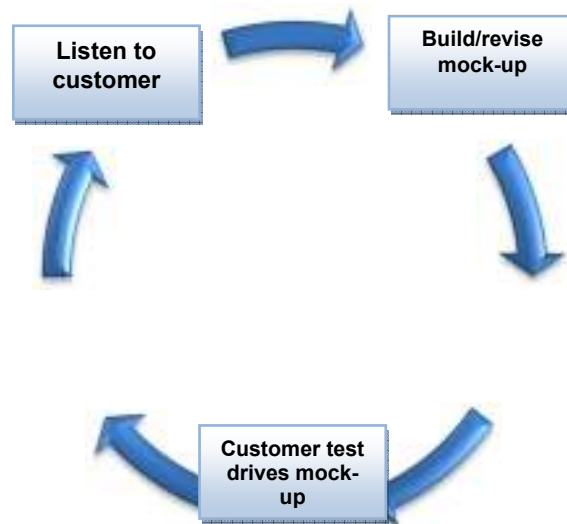 Listen to
customer
Build/revise
mock-up
Customer test
drives mock-
up